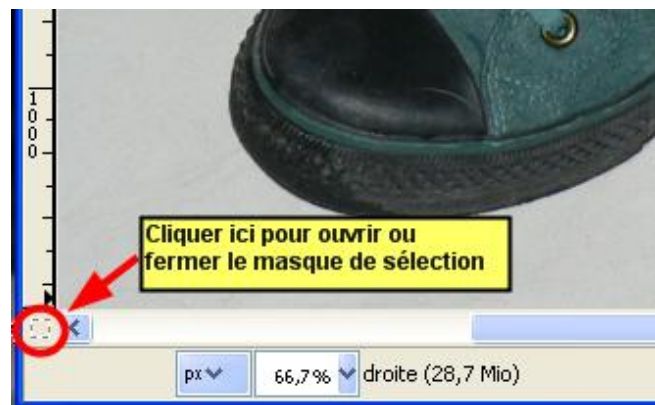 1
0
0
0
Cliquer ici pour ouvrir ou
fermer le masque de sélection
px 66,7% droite (28,7 Mio)